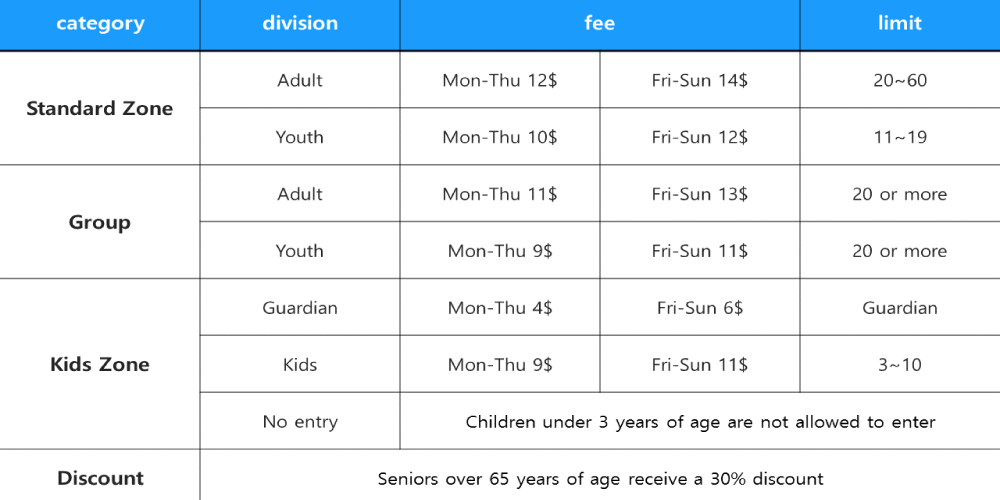 category division fee limit
Standard Zone Adult Mon-Thu 12$ Fri-Sun 14$ 20~60
Youth Mon-Thu 10$ Fri-Sun 12$ 11~19
Group Adult Mon-Thu 11$ Fri-Sun 13$ 20 or more
Youth Mon-Thu 9$ Fri-Sun 11$ 20 or more
Kids Zone Guardian Mon-Thu 4$ Fri-Sun 6$ Guardian
Kids Mon-Thu 9$ Fri-Sun 11$ 3~10
No entry Children under 3 years of age are not allowed to enter
Discount Seniors over 65 years of age receive a 30% discount